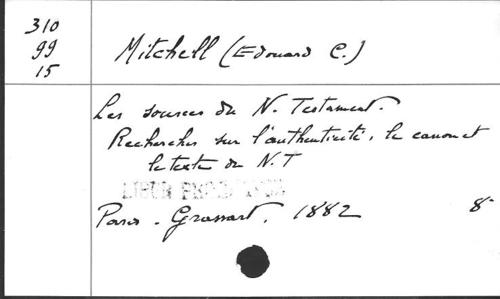 310
99
15
Mitchell (Edouard C.)
Les sources du N. Testament.
Recherches sur l'authenticité, le canon et
le texte du N.T
Paris. Grassart. 1882 8°